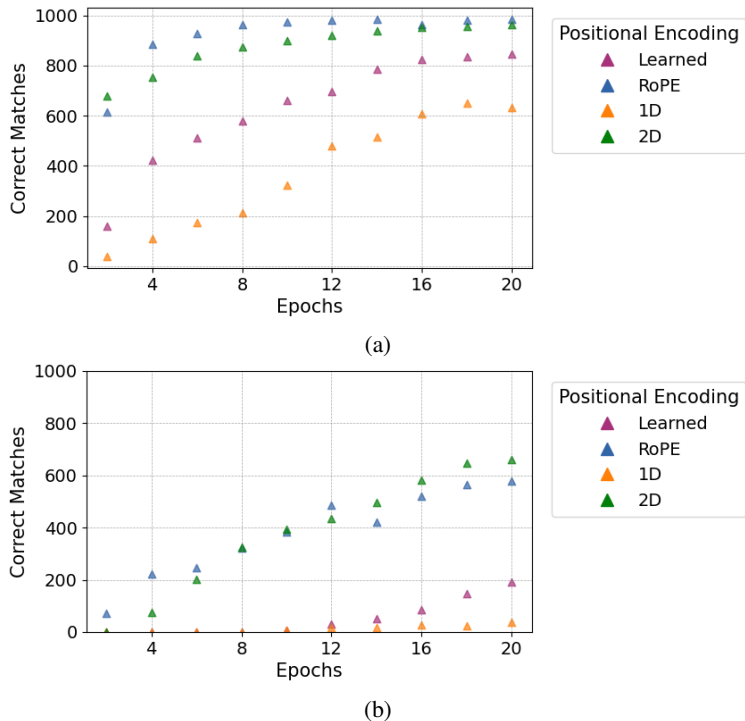 1000
800
600
400
200
0
Correct Matches
4 8 12 16 20
Epochs
Positional Encoding
Learned
RoPE
1D
2D
(a)
1000
800
600
400
200
0
Correct Matches
4 8 12 16 20
Epochs
Positional Encoding
Learned
RoPE
1D
2D
(b)